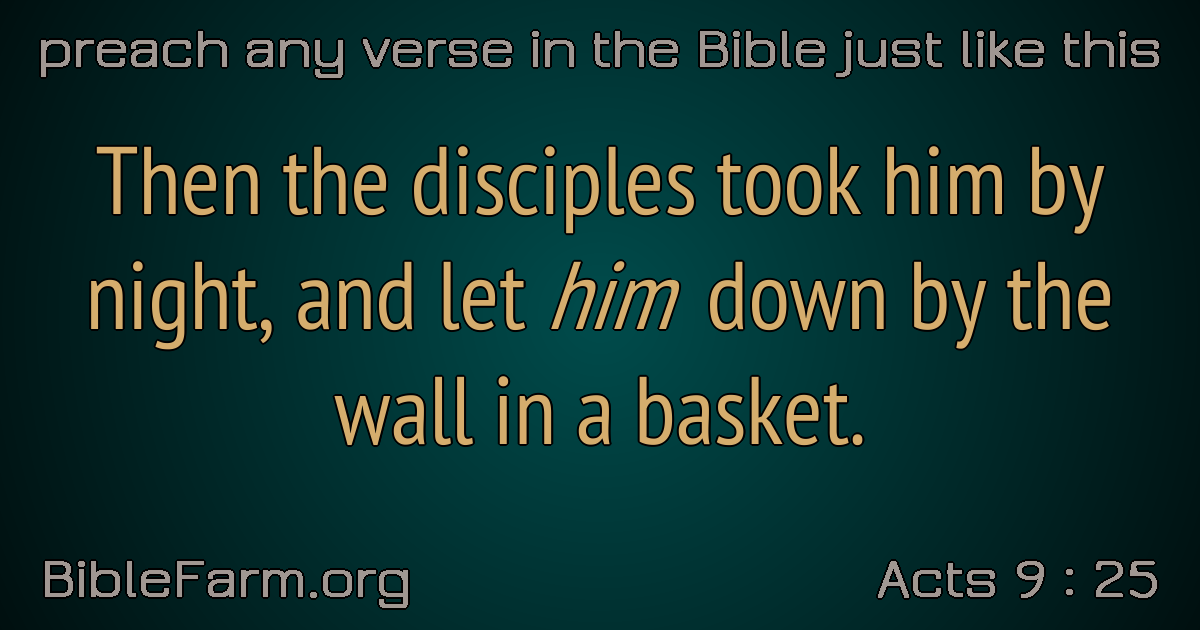 preach any verse in the Bible just like this
Then the disciples took him by
night, and let him down by the
wall in a basket.
BibleFarm.org
Acts 9 : 25